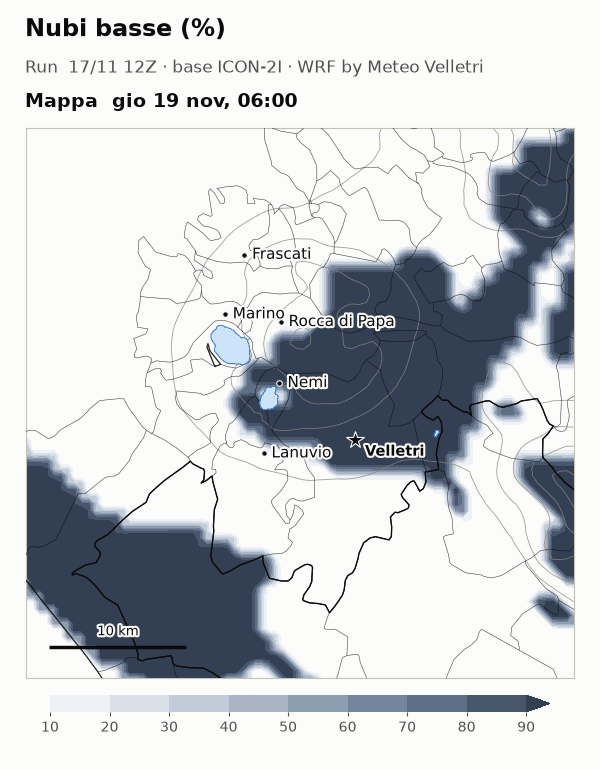 Nubi basse (%)
Run  17/11 12Z · base ICON-2I · WRF by Meteo Velletri
Mappa  gio 19 nov, 06:00
Frascati
Marino
Rocca di Papa
Nemi
Velletri
Lanuvio
10 km
10 20 30 40 50 60 70 80 90